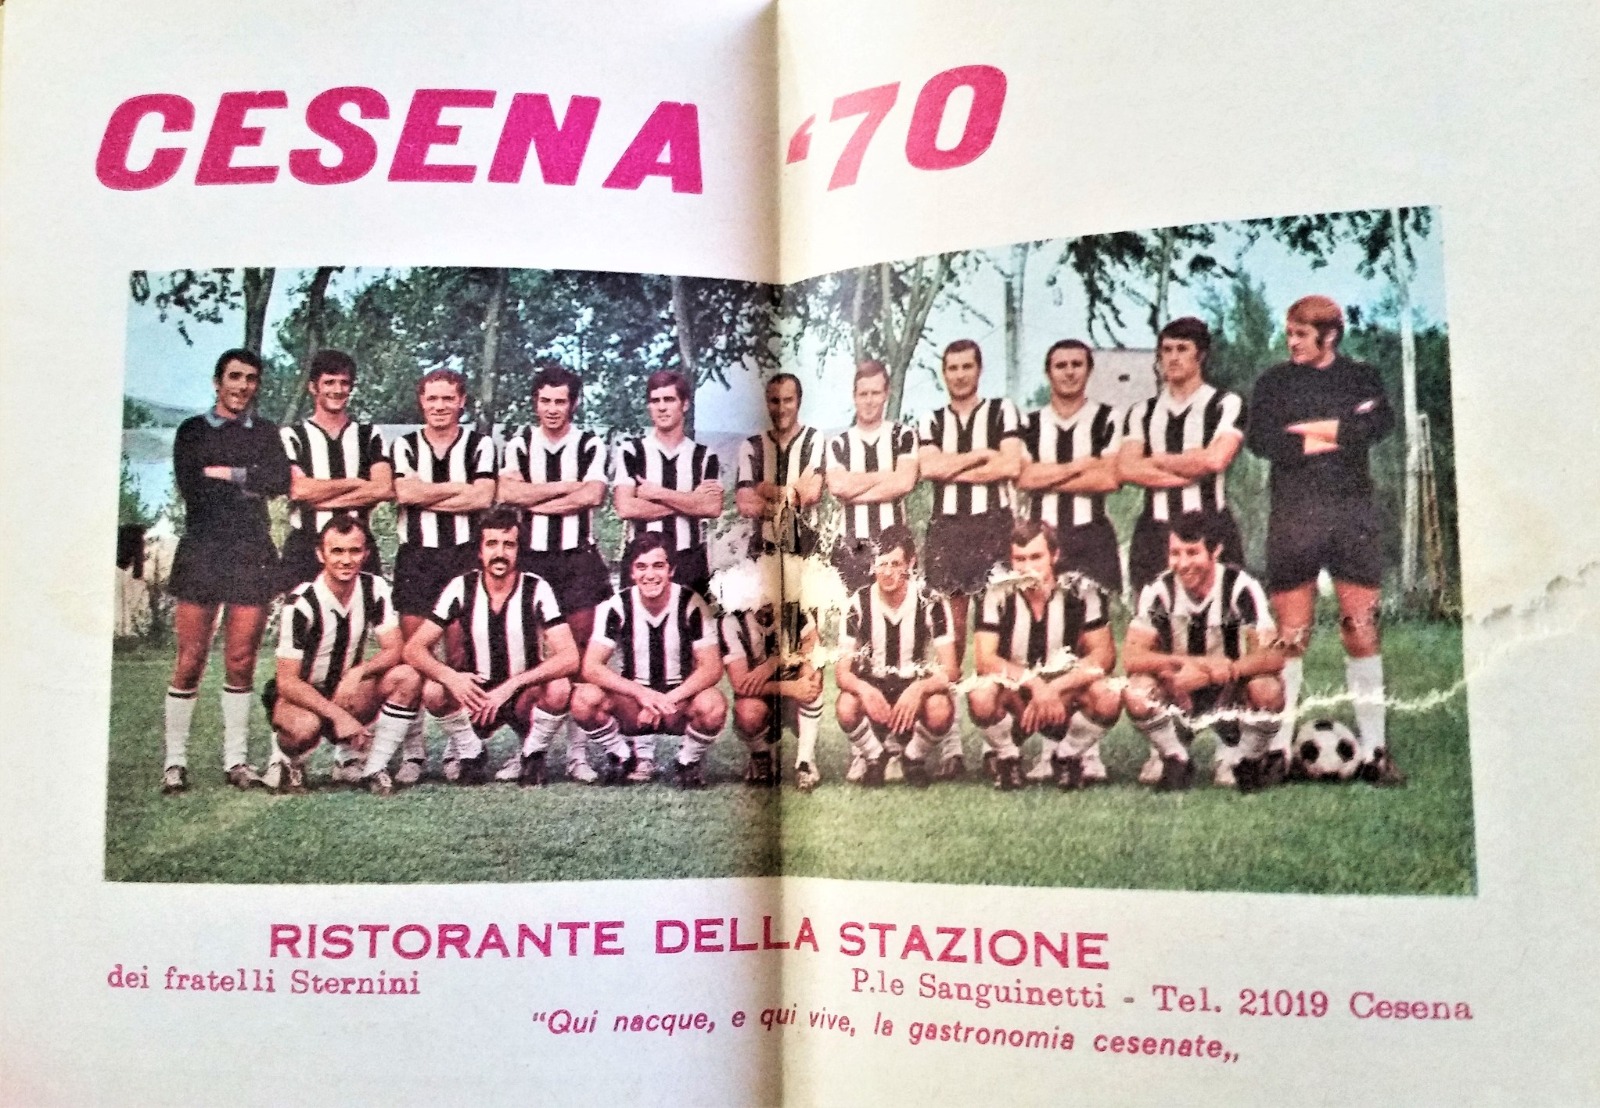 CESENA '70
RISTORANTE DELLA STAZIONE
dei fratelli Sternini
P.le Sanguinetti - Tel. 21019 Cesena
"Qui nacque, e qui vive, la gastronomia cesenate„